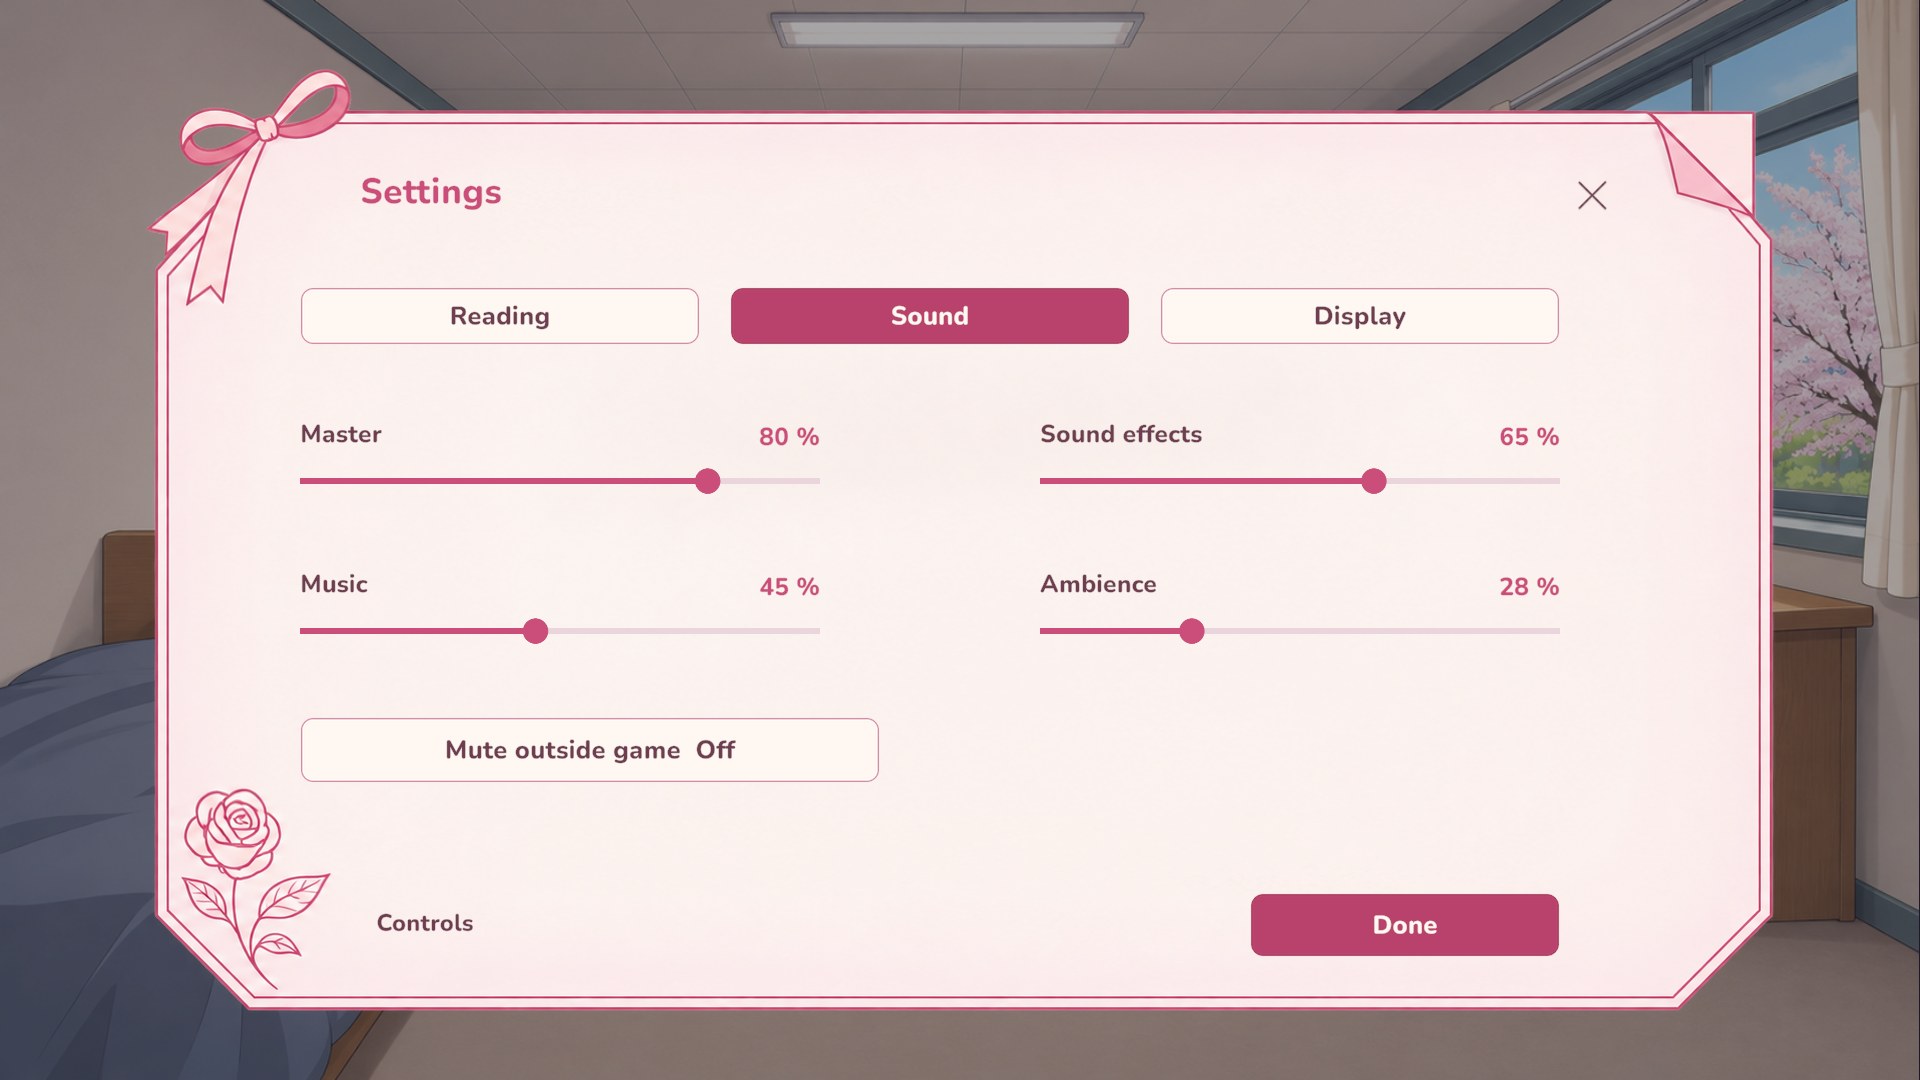 Settings
Reading
Sound
Display
Master
80 %
Sound effects
65 %
Music
45 %
Ambience
28 %
Mute outside game  Off
Controls
Done